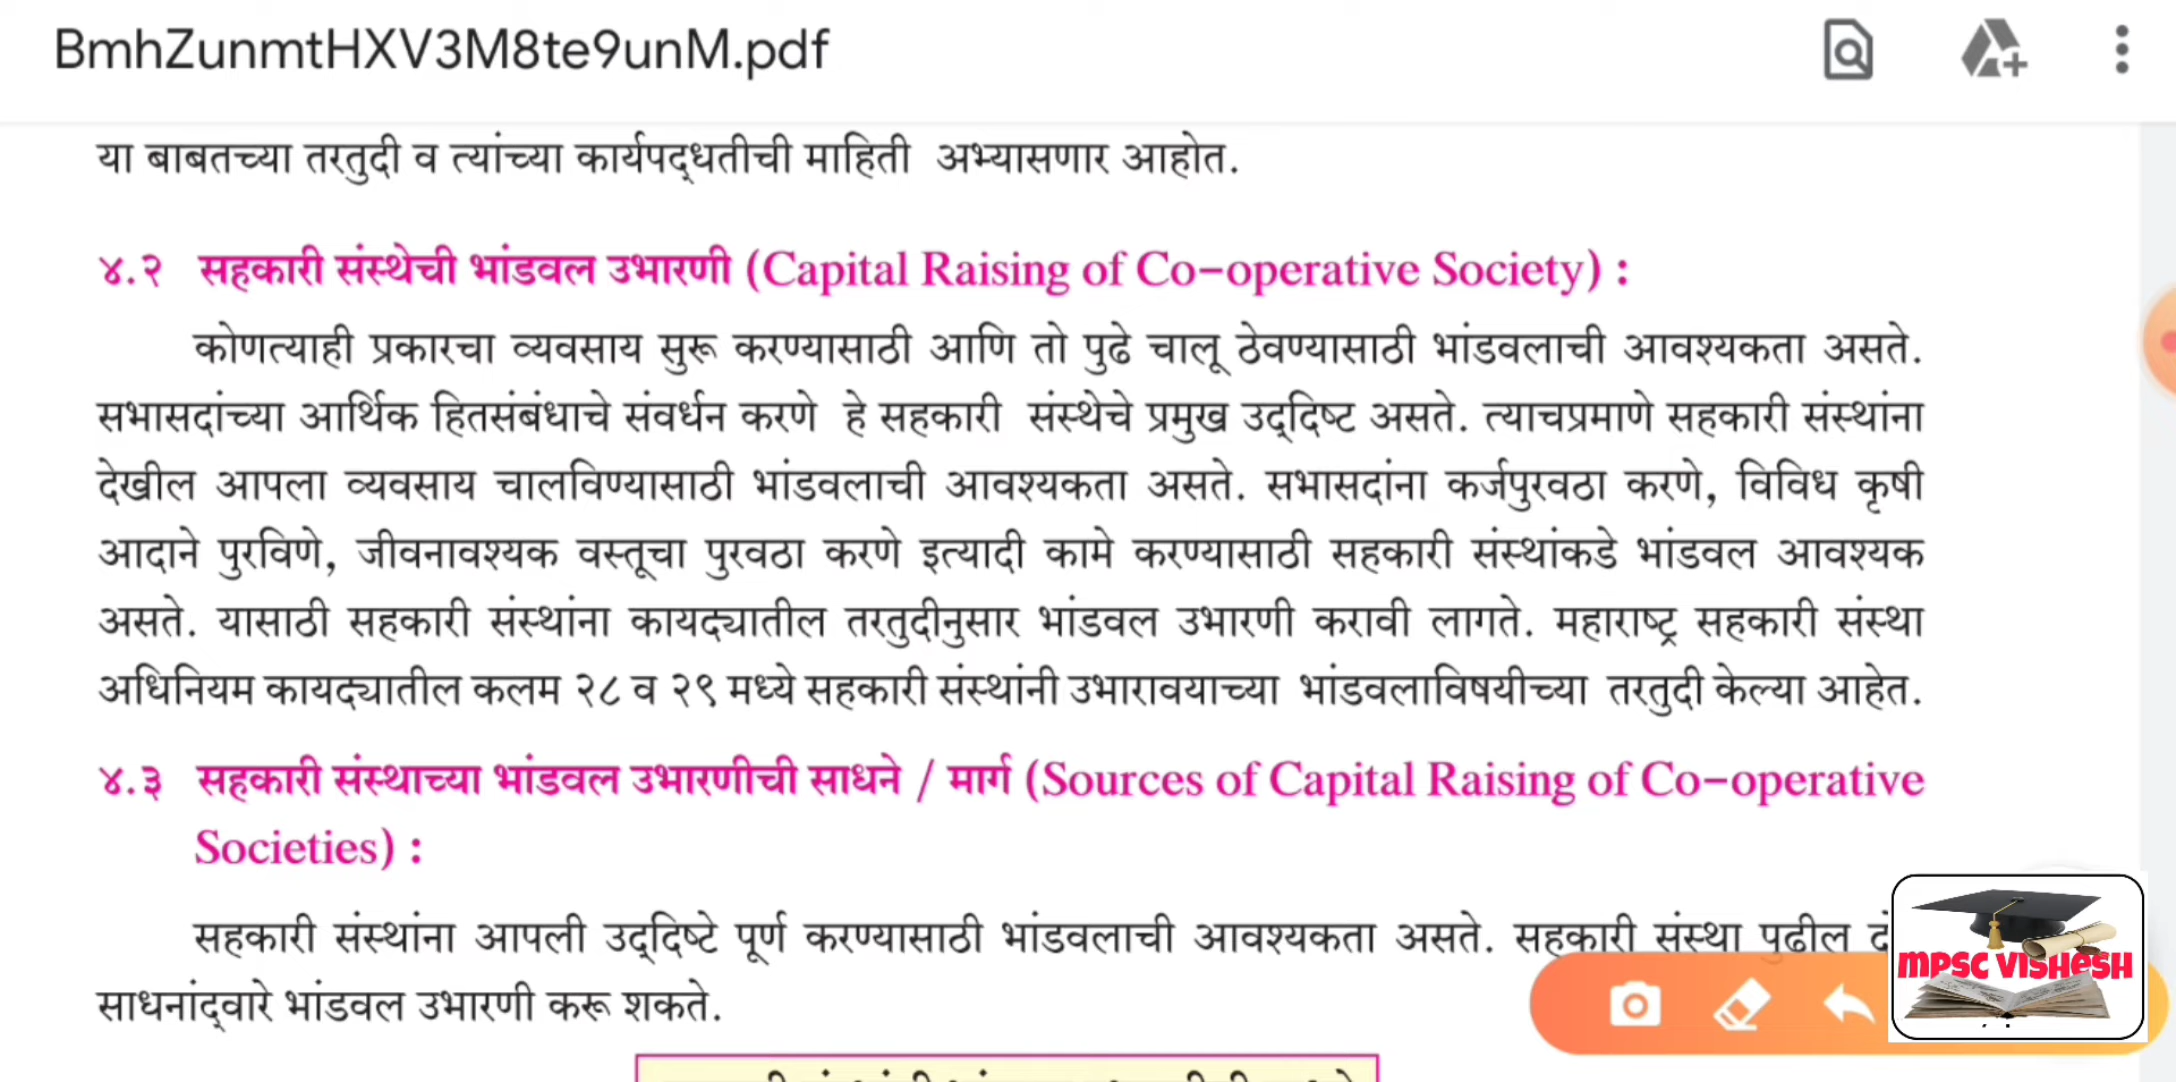 BmhZunmtHXV3M8te9unM.pdf
या बाबतच्या तरतुदी व त्यांच्या कार्यपद्धतीची माहिती अभ्यासणार आहोत.
४.२ सहकारी संस्थेची भांडवल उभारणी (Capital Raising of Co-operative Society) :
कोणत्याही प्रकारचा व्यवसाय सुरू करण्यासाठी आणि तो पुढे चालू ठेवण्यासाठी भांडवलाची आवश्यकता असते.
सभासदांच्या आर्थिक हितसंबंधाचे संवर्धन करणे हे सहकारी संस्थेचे प्रमुख उद्दिष्ट असते. त्याचप्रमाणे सहकारी संस्थांना
देखील आपला व्यवसाय चालविण्यासाठी भांडवलाची आवश्यकता असते. सभासदांना कर्जपुरवठा करणे, विविध कृषी
आदाने पुरविणे, जीवनावश्यक वस्तूचा पुरवठा करणे इत्यादी कामे करण्यासाठी सहकारी संस्थांकडे भांडवल आवश्यक
असते. यासाठी सहकारी संस्थांना कायद्यातील तरतुदीनुसार भांडवल उभारणी करावी लागते. महाराष्ट्र सहकारी संस्था
अधिनियम कायद्यातील कलम २८ व २९ मध्ये सहकारी संस्थांनी उभारावयाच्या भांडवलाविषयीच्या तरतुदी केल्या आहेत.
४.३ सहकारी संस्थाच्या भांडवल उभारणीची साधने / मार्ग (Sources of Capital Raising of Co-operative
Societies) :
सहकारी संस्थांना आपली उद्दिष्टे पूर्ण करण्यासाठी भांडवलाची आवश्यकता असते. सहकारी संस्था पुढील
साधनांद्वारे भांडवल उभारणी करू शकते.
MPSC VISHESH